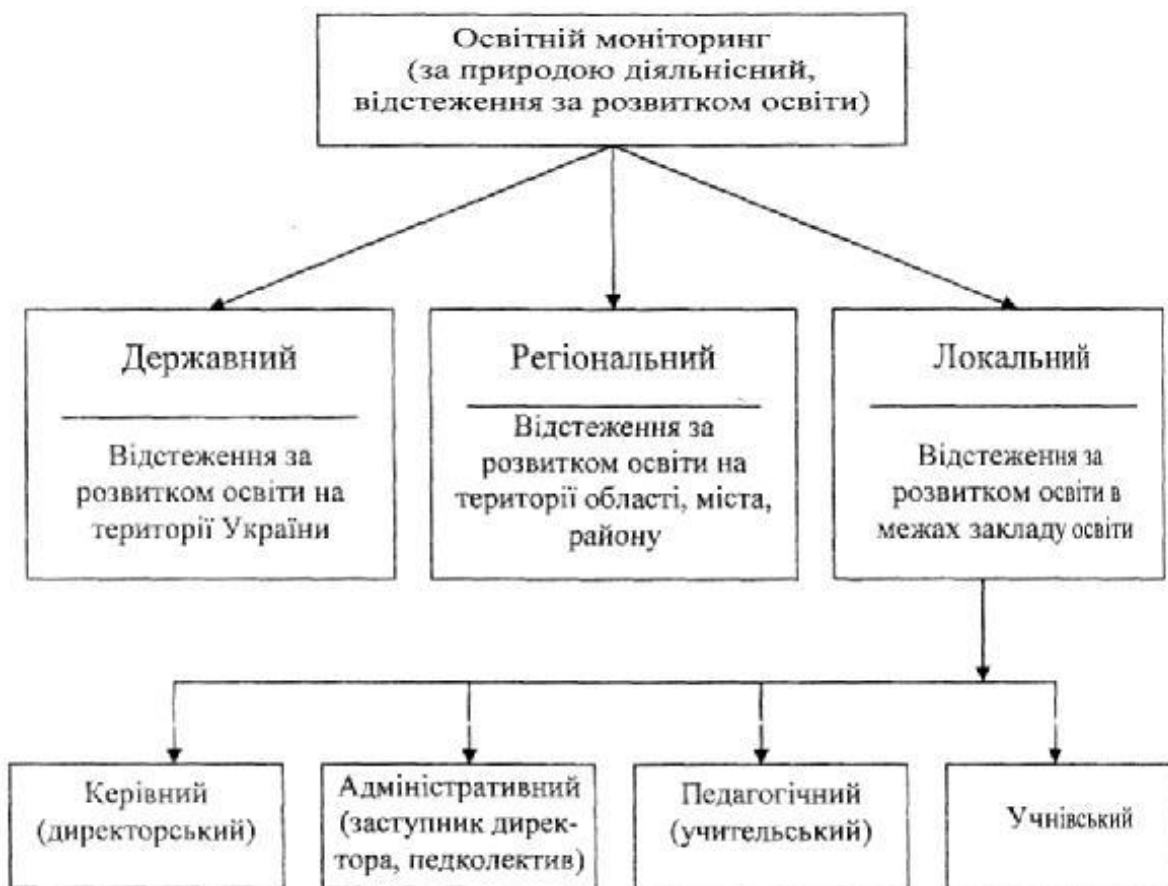 Освітній моніторинг
(за природою діяльнісний,
відстеження за розвитком освіти)
Державний
Відстеження за
розвитком освіти на
території України
Регіональний
Відстеження за
розвитком освіти на
території області, міста,
району
Локальний
Відстеження за
розвитком освіти в
межах закладу освіти
Керівний
(директорський)
Адміністративний
(заступник дирек-
тора, педколектив)
Педагогічний
(учительський)
Учнівський